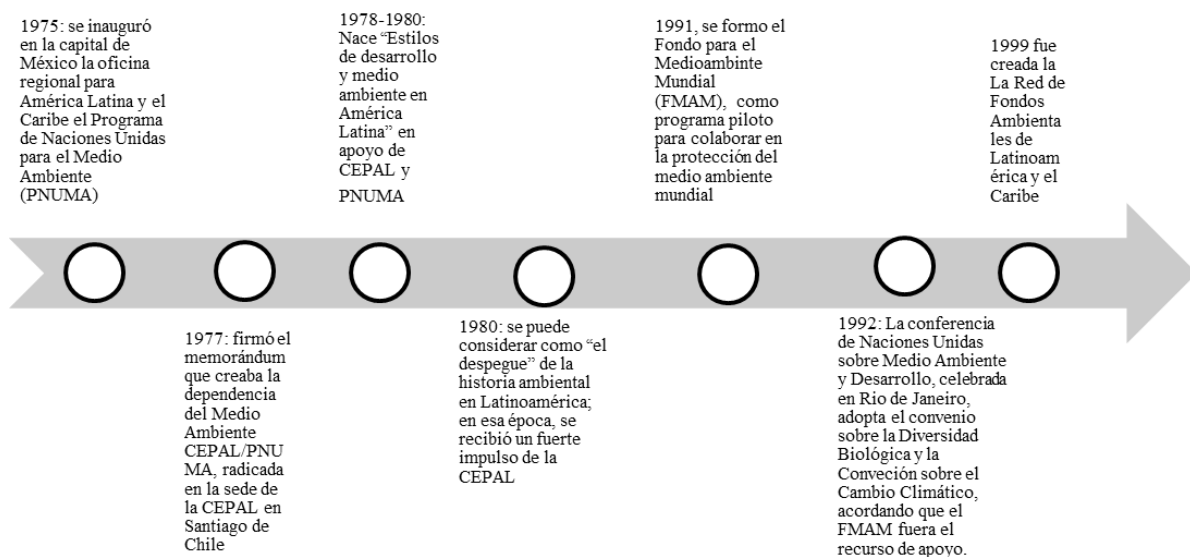 1975: se inauguró
en la capital de
México la oficina
regional para
América Latina y el
Caribe el Programa
de Naciones Unidas
para el Medio
Ambiente
(PNUMA)
1977: firmó el
memorándum
que creaba la
dependencia
del Medio
Ambiente
CEPAL/PNU
MA, radicada
en la sede de
la CEPAL en
Santiago de
Chile
1978-1980:
Nace “Estilos
de desarrollo
y medio
ambiente en
América
Latina” en
apoyo de
CEPAL y
PNUMA
1980: se puede
considerar como “el
despegue” de la
historia ambiental
en Latinoamérica;
en esa época, se
recibió un fuerte
impulso de la
CEPAL
1991, se formo el
Fondo para el
Medioambinte
Mundial
(FMAM), como
programa piloto
para colaborar en
la protección del
medio ambiente
mundial
1992: La conferencia
de Naciones Unidas
sobre Medio Ambiente
y Desarrollo, celebrada
en Rio de Janeiro,
adopta el convenio
sobre la Diversidad
Biológica y la
Conveción sobre el
Cambio Climático,
acordando que el
FMAM fuera el
recurso de apoyo.
1999 fue
creada la
La Red de
Fondos
Ambienta
les de
Latinoam
érica y el
Caribe